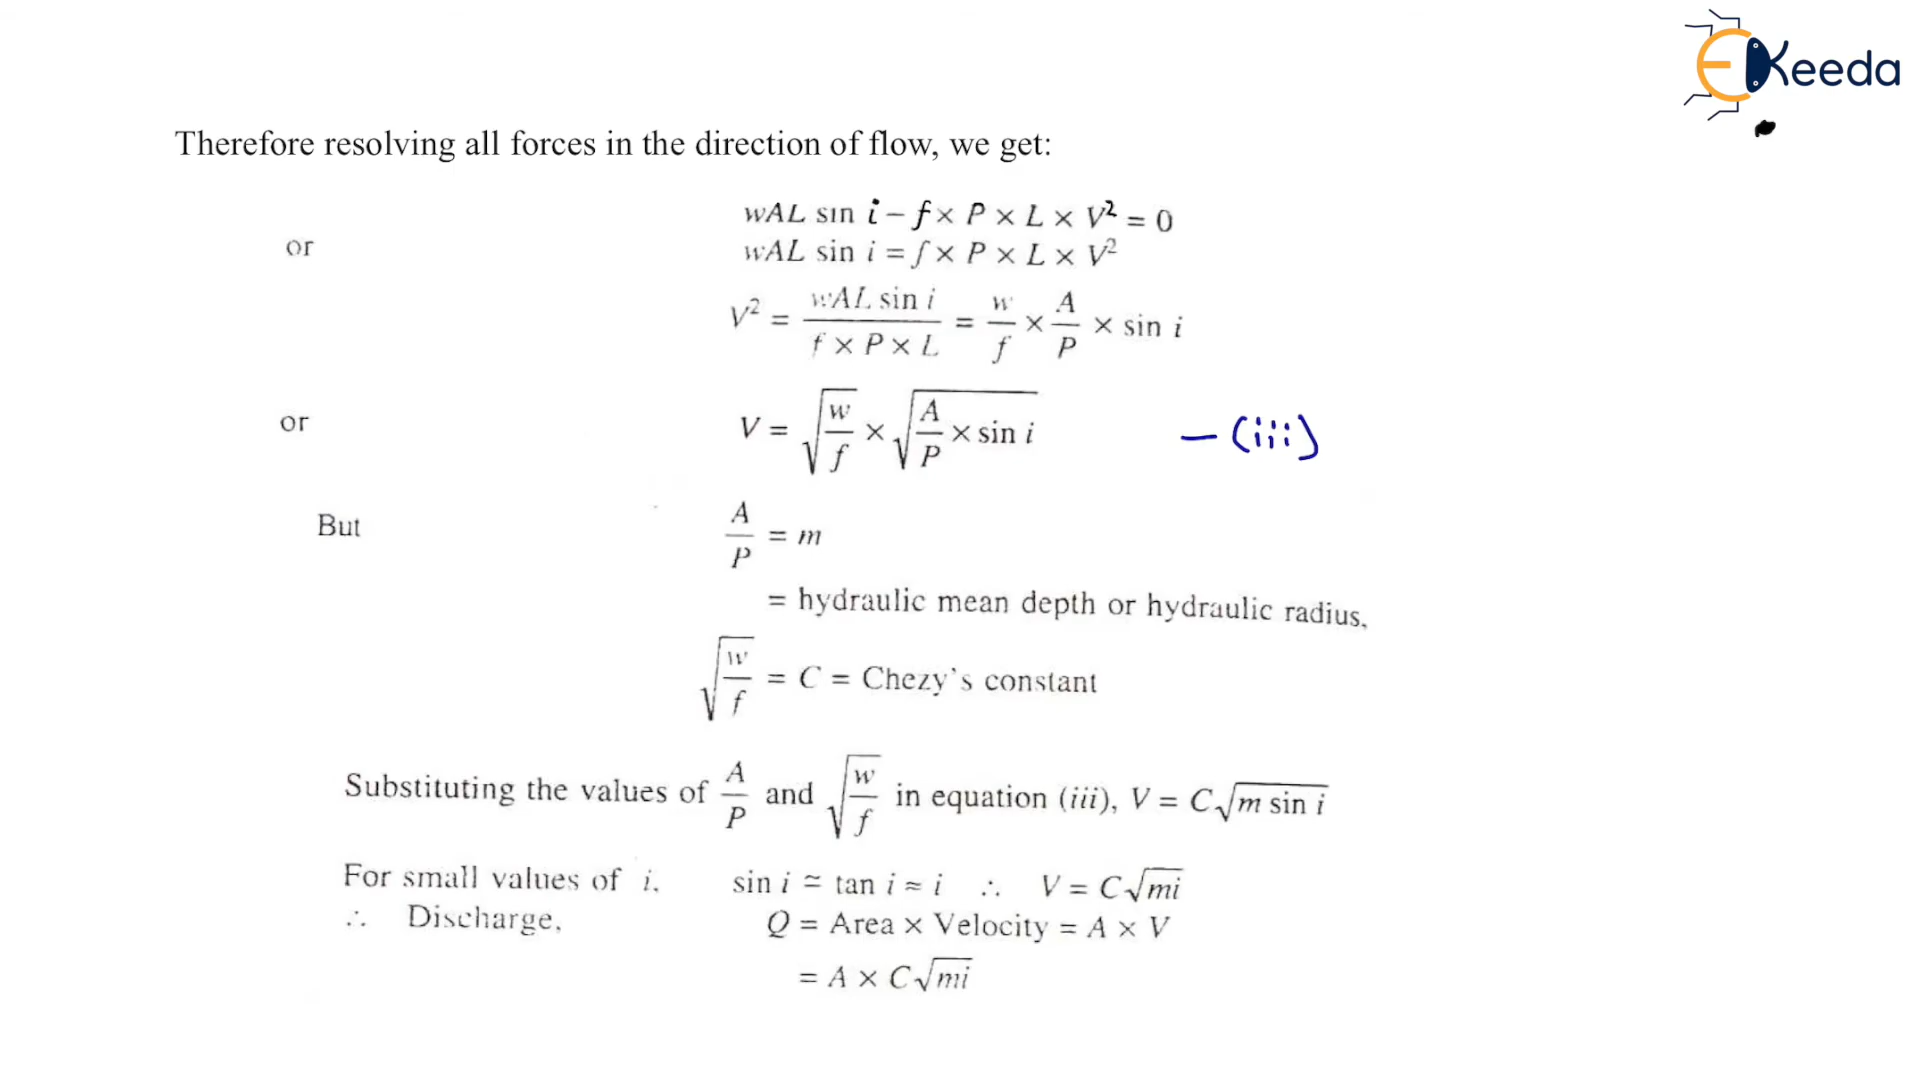 EKeeda
Therefore resolving all forces in the direction of flow, we get:
wAL sin i − f × P × L × V² = 0
or wAL sin i = f × P × L × V²
V² = wAL sin i / f × P × L = w/f × A/P × sin i
or V = √(w/f) × √(A/P × sin i) — (iii)
But A/P = m
= hydraulic mean depth or hydraulic radius,
√(w/f) = C = Chezy's constant
Substituting the values of A/P and √(w/f) in equation (iii), V = C√(m sin i)
For small values of i, sin i ≃ tan i ≈ i ∴ V = C√(mi)
∴ Discharge, Q = Area × Velocity = A × V
= A × C√(mi)